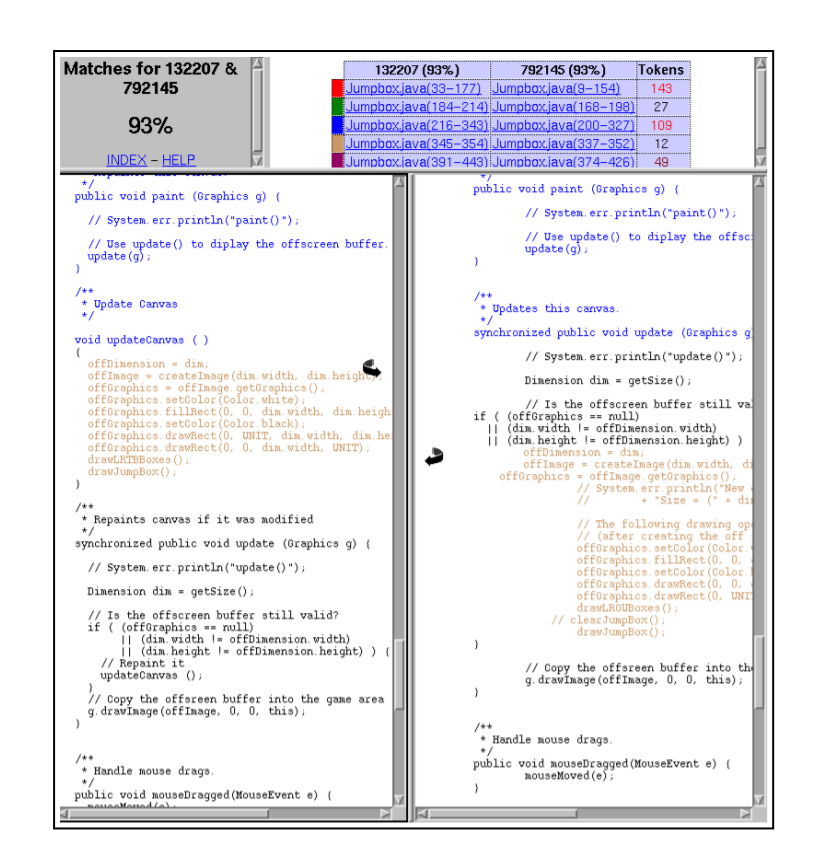 Matches for 132207 &
792145
93%
INDEX - HELP
132207 (93%) 792145 (93%) Tokens
Jumpbox.java(33-177) Jumpbox.java(9-154) 143
Jumpbox.java(184-214) Jumpbox.java(168-198) 27
Jumpbox.java(216-343) Jumpbox.java(200-327) 109
Jumpbox.java(345-354) Jumpbox.java(337-352) 12
Jumpbox.java(391-443) Jumpbox.java(374-426) 49
*/
public void paint (Graphics g) {
// System.err.println("paint()");
// Use update() to diplay the offscreen buffer.
update(g);
}
/**
* Update Canvas
*/
void updateCanvas ( )
{
offDimension = dim;
offImage = createImage(dim.width, dim.height);
offGraphics = offImage.getGraphics();
offGraphics.setColor(Color.white);
offGraphics.fillRect(0, 0, dim.width, dim.heigh
offGraphics.setColor(Color.black);
offGraphics.drawRect(0, UNIT, dim.width, dim.he
offGraphics.drawRect(0, 0, dim.width, UNIT);
drawLRTBBoxes();
drawJumpBox();
}
/**
* Repaints canvas if it was modified
*/
synchronized public void update (Graphics g) {
// System.err.println("update()");
Dimension dim = getSize();
// Is the offscreen buffer still valid?
if ( (offGraphics == null)
|| (dim.width != offDimension.width)
|| (dim.height != offDimension.height) ) {
// Repaint it
updateCanvas ();
}
// Copy the offsreen buffer into the game area
g.drawImage(offImage, 0, 0, this);
}
/**
* Handle mouse drags.
*/
public void mouseDragged(MouseEvent e) {
mouseMoved(e);
*/
public void paint (Graphics g) {
// System.err.println("paint()");
// Use update() to diplay the offsc
update(g);
}
/**
* Updates this canvas.
*/
synchronized public void update (Graphics g)
// System.err.println("update()");
Dimension dim = getSize();
// Is the offscreen buffer still val
if ( (offGraphics == null)
|| (dim.width != offDimension.width)
|| (dim.height != offDimension.height) )
offDimension = dim;
offImage = createImage(dim.width, di
offGraphics = offImage.getGraphics();
// System.err.println("New
// + "Size = (" + dim
// The following drawing ope
// (after creating the off
offGraphics.setColor(Color.
offGraphics.fillRect(0, 0,
offGraphics.setColor(Color.
offGraphics.drawRect(0, 0,
offGraphics.drawRect(0, UNI
drawLROUBoxes();
// clearJumpBox();
drawJumpBox();
}
// Copy the offsreen buffer into the
g.drawImage(offImage, 0, 0, this);
}
/**
* Handle mouse drags.
*/
public void mouseDragged(MouseEvent e) {
mouseMoved(e);
}